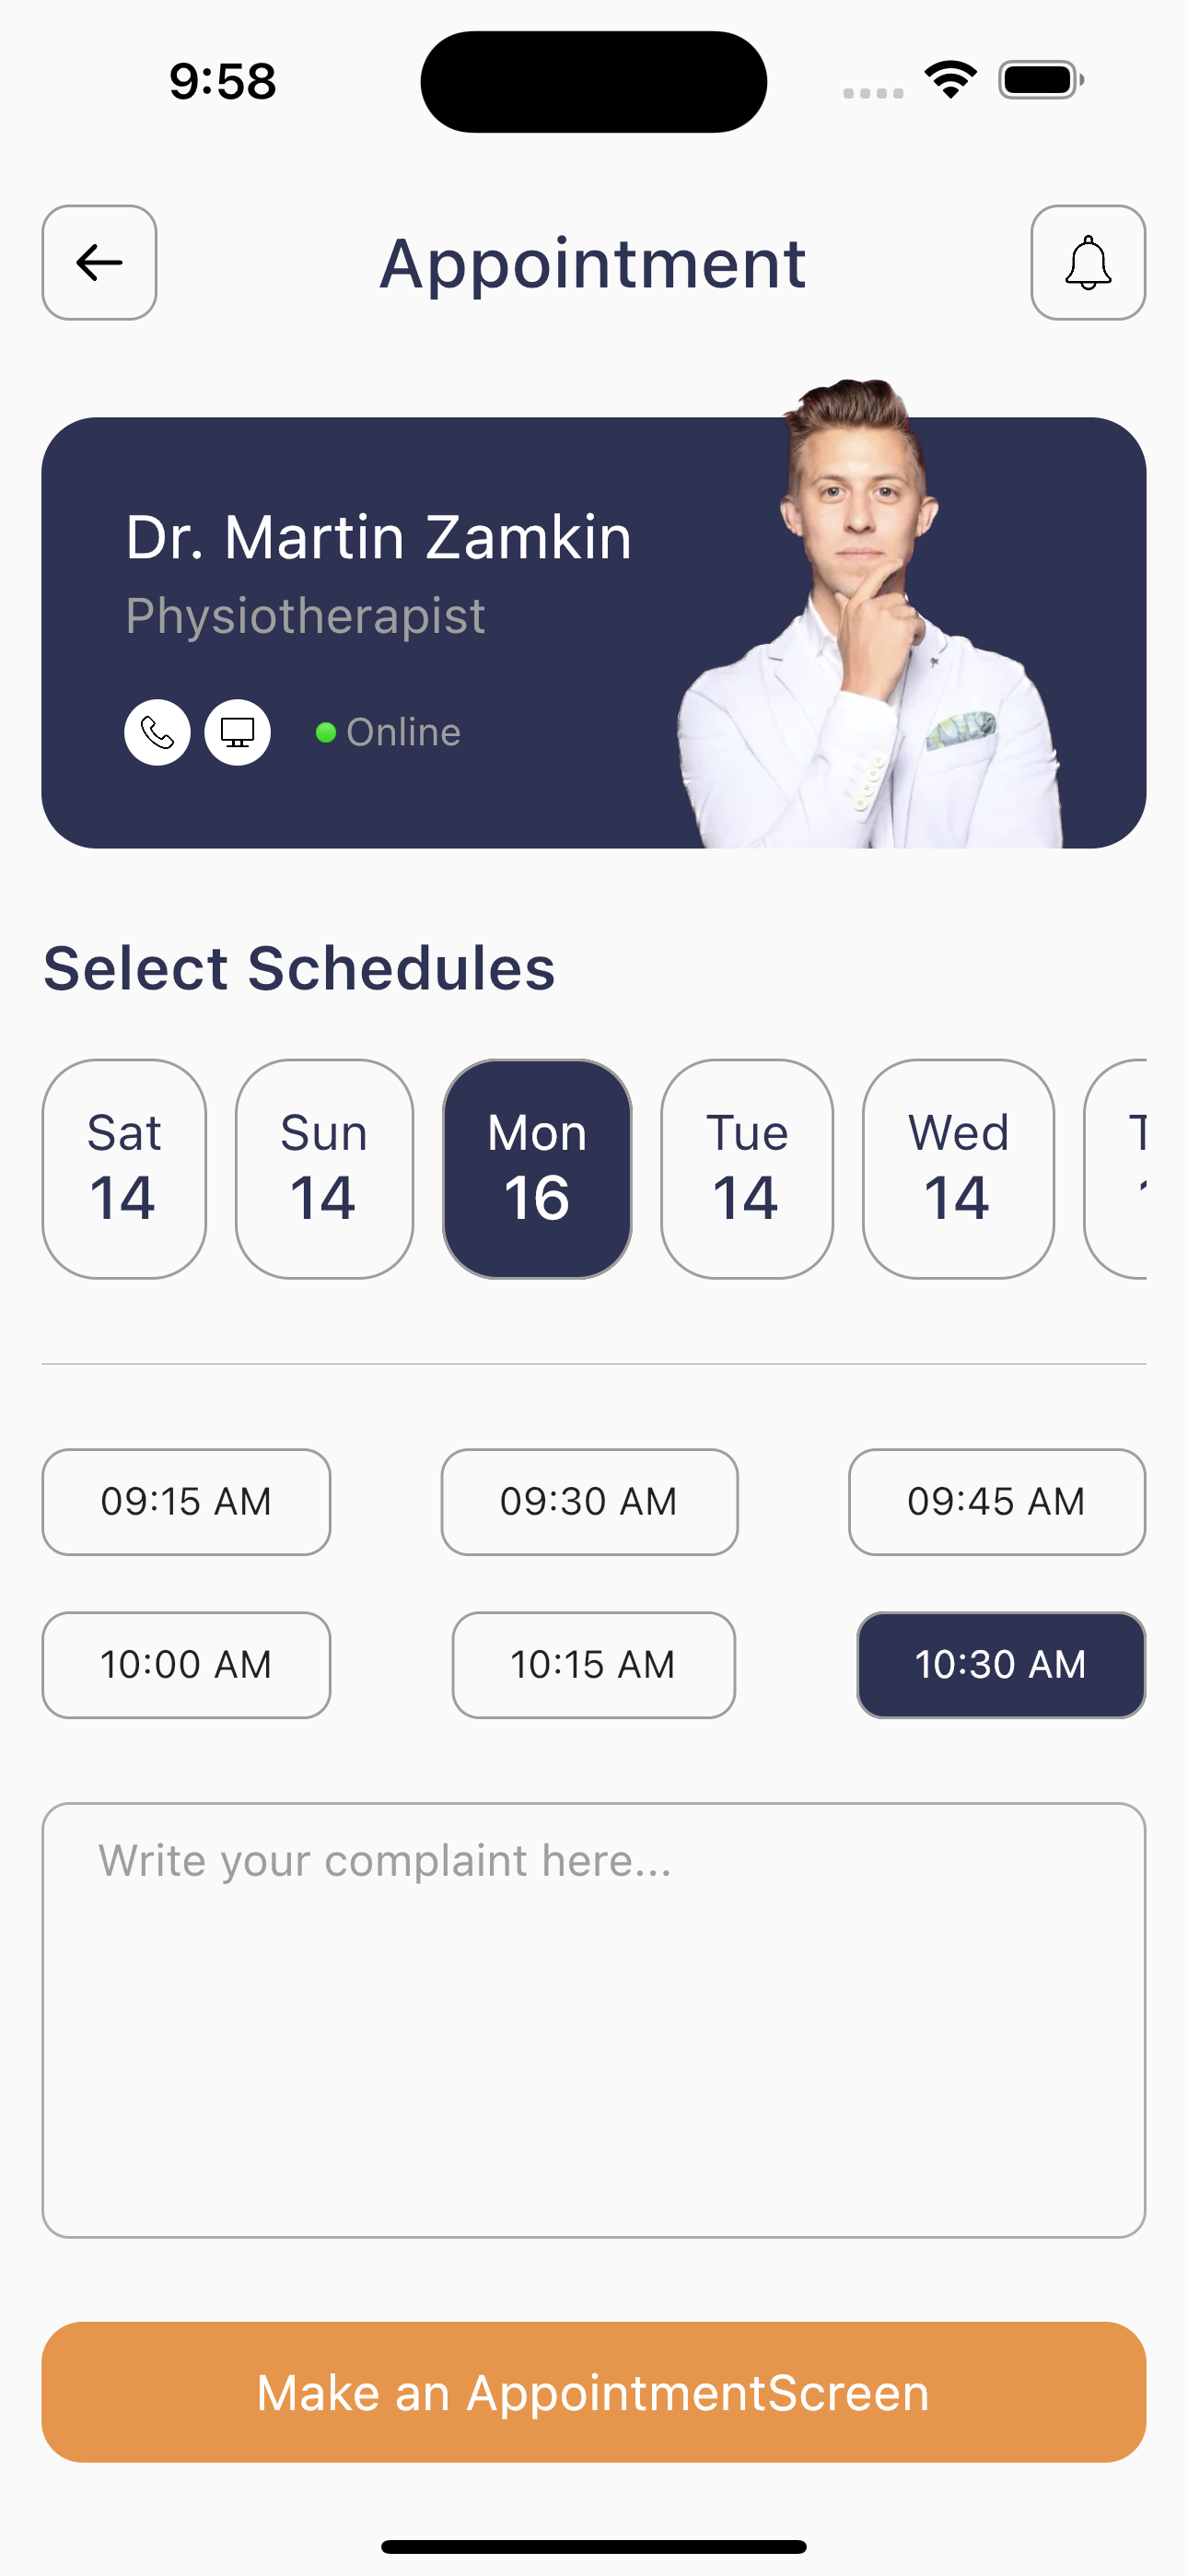 9:58
Appointment
Dr. Martin Zamkin
Physiotherapist
Online
Select Schedules
Sat Sun Mon Tue Wed
14 14 16 14 14
09:15 AM 09:30 AM 09:45 AM
10:00 AM 10:15 AM 10:30 AM
Write your complaint here...
Make an AppointmentScreen